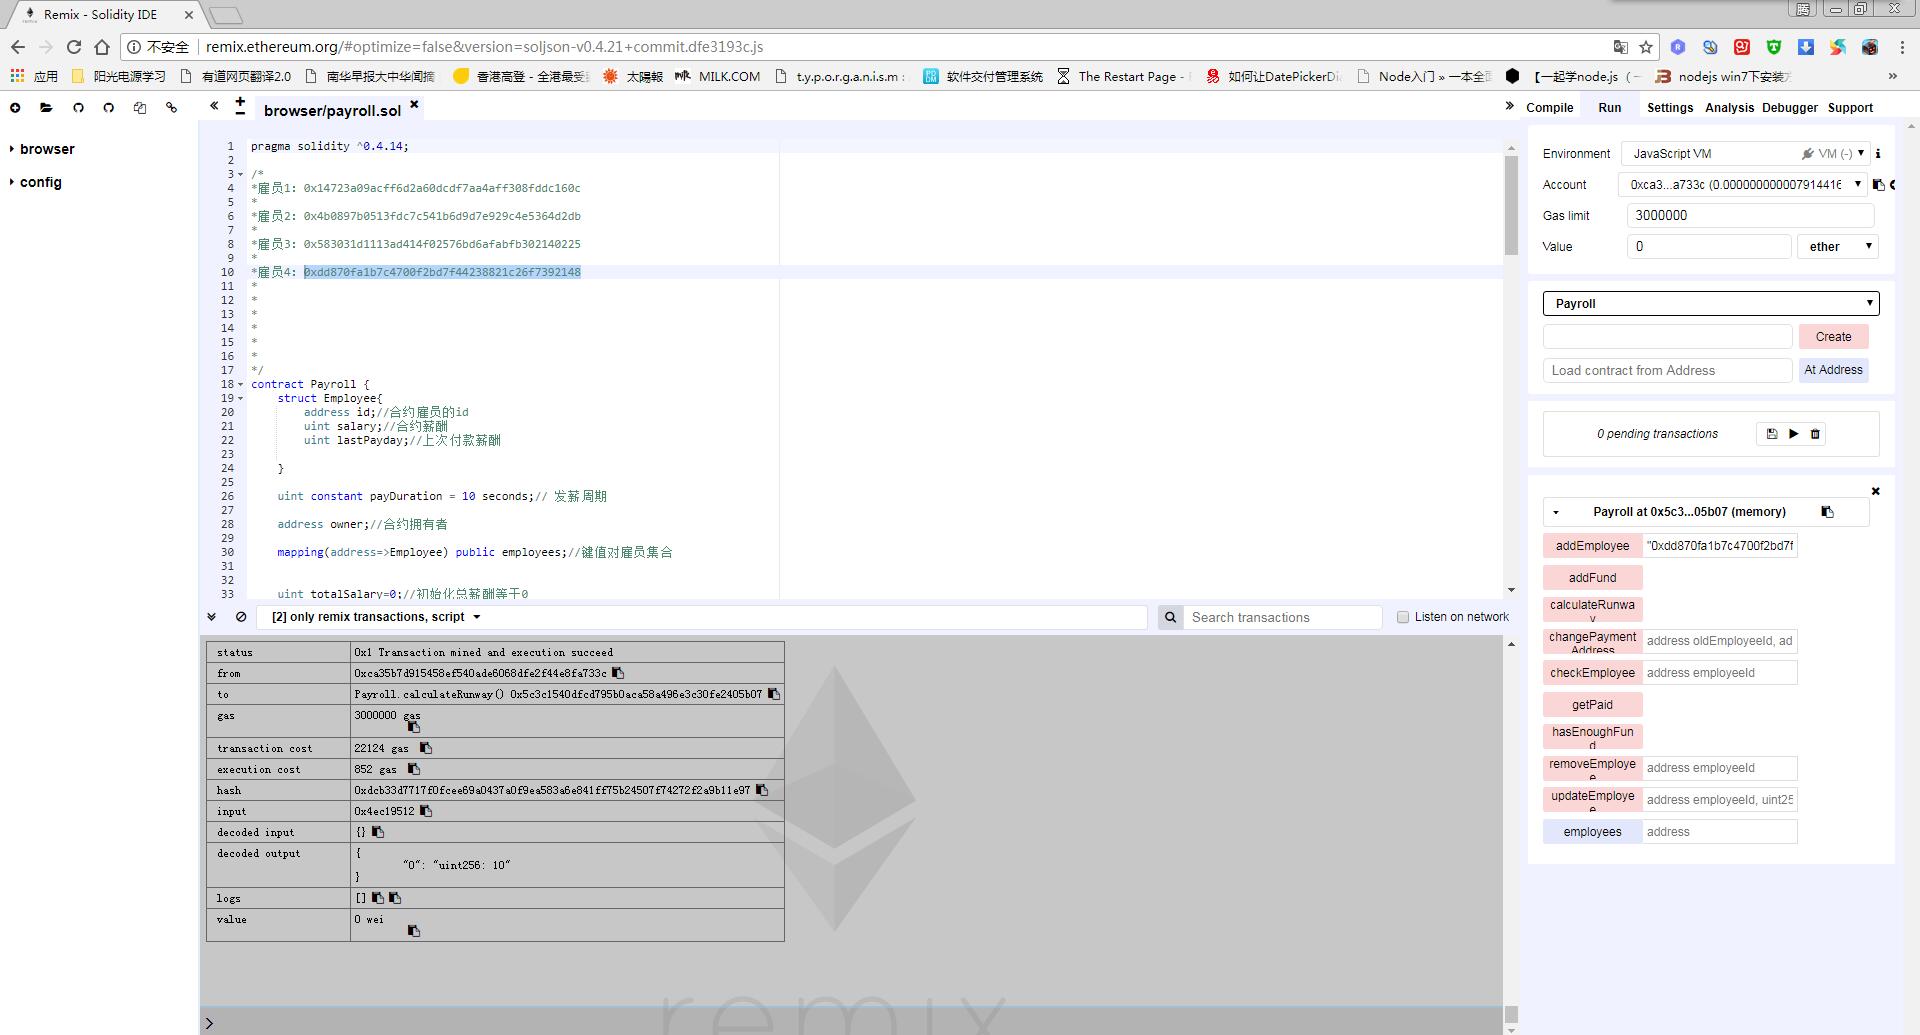 Remix - Solidity IDE
不安全 remix.ethereum.org/#optimize=false&version=soljson-v0.4.21+commit.dfe3193c.js
应用 阳光电源学习 有道网页翻译2.0 南华早报大中华闻摘 香港高登 - 全港最受 太陽報 MILK.COM t.y.p.o.r.g.a.n.i.s.m : 软件交付管理系统 The Restart Page - 如何让DatePickerDi Node入门 » 一本全 【一起学node.js（ nodejs win7下安装 »
browser/payroll.sol
Compile Run Settings Analysis Debugger Support
browser
config
1 pragma solidity ^0.4.14;
2
3 /*
4 *雇员1: 0x14723a09acff6d2a60dcdf7aa4aff308fddc160c
5 *
6 *雇员2: 0x4b0897b0513fdc7c541b6d9d7e929c4e5364d2db
7 *
8 *雇员3: 0x583031d1113ad414f02576bd6afabfb302140225
9 *
10 *雇员4: 0xdd870fa1b7c4700f2bd7f44238821c26f7392148
11 *
12 *
13 *
14 *
15 *
16 *
17 */
18 contract Payroll {
19 struct Employee{
20 address id;//合约雇员的id
21 uint salary;//合约薪酬
22 uint lastPayday;//上次付款薪酬
23
24 }
25
26 uint constant payDuration = 10 seconds;// 发薪周期
27
28 address owner;//合约拥有者
29
30 mapping(address=>Employee) public employees;//键值对雇员集合
31
32
33 uint totalSalary=0;//初始化总薪酬等于0
[2] only remix transactions, script
Search transactions
Listen on network
status 0x1 Transaction mined and execution succeed
from 0xca35b7d915458ef540ade6068dfe2f44e8fa733c
to Payroll.calculateRunway() 0x5c3c1540dfcd795b0aca58a496e3c30fe2405b07
gas 3000000 gas
transaction cost 22124 gas
execution cost 852 gas
hash 0xdcb33d7717f0fcee69a0437a0f9ea583a6e841ff75b24507f74272f2a9b11e97
input 0x4ec19512
decoded input {}
decoded output {
"0": "uint256: 10"
}
logs []
value 0 wei
remix
>
Environment JavaScript VM VM (-)
Account 0xca3...a733c (0.000000000007914416
Gas limit 3000000
Value 0 ether
Payroll
Create
Load contract from Address At Address
0 pending transactions
Payroll at 0x5c3...05b07 (memory)
addEmployee "0xdd870fa1b7c4700f2bd7f
addFund
calculateRunway
changePaymentAddress address oldEmployeeId, ad
checkEmployee address employeeId
getPaid
hasEnoughFund
removeEmployee address employeeId
updateEmployee address employeeId, uint25
employees address